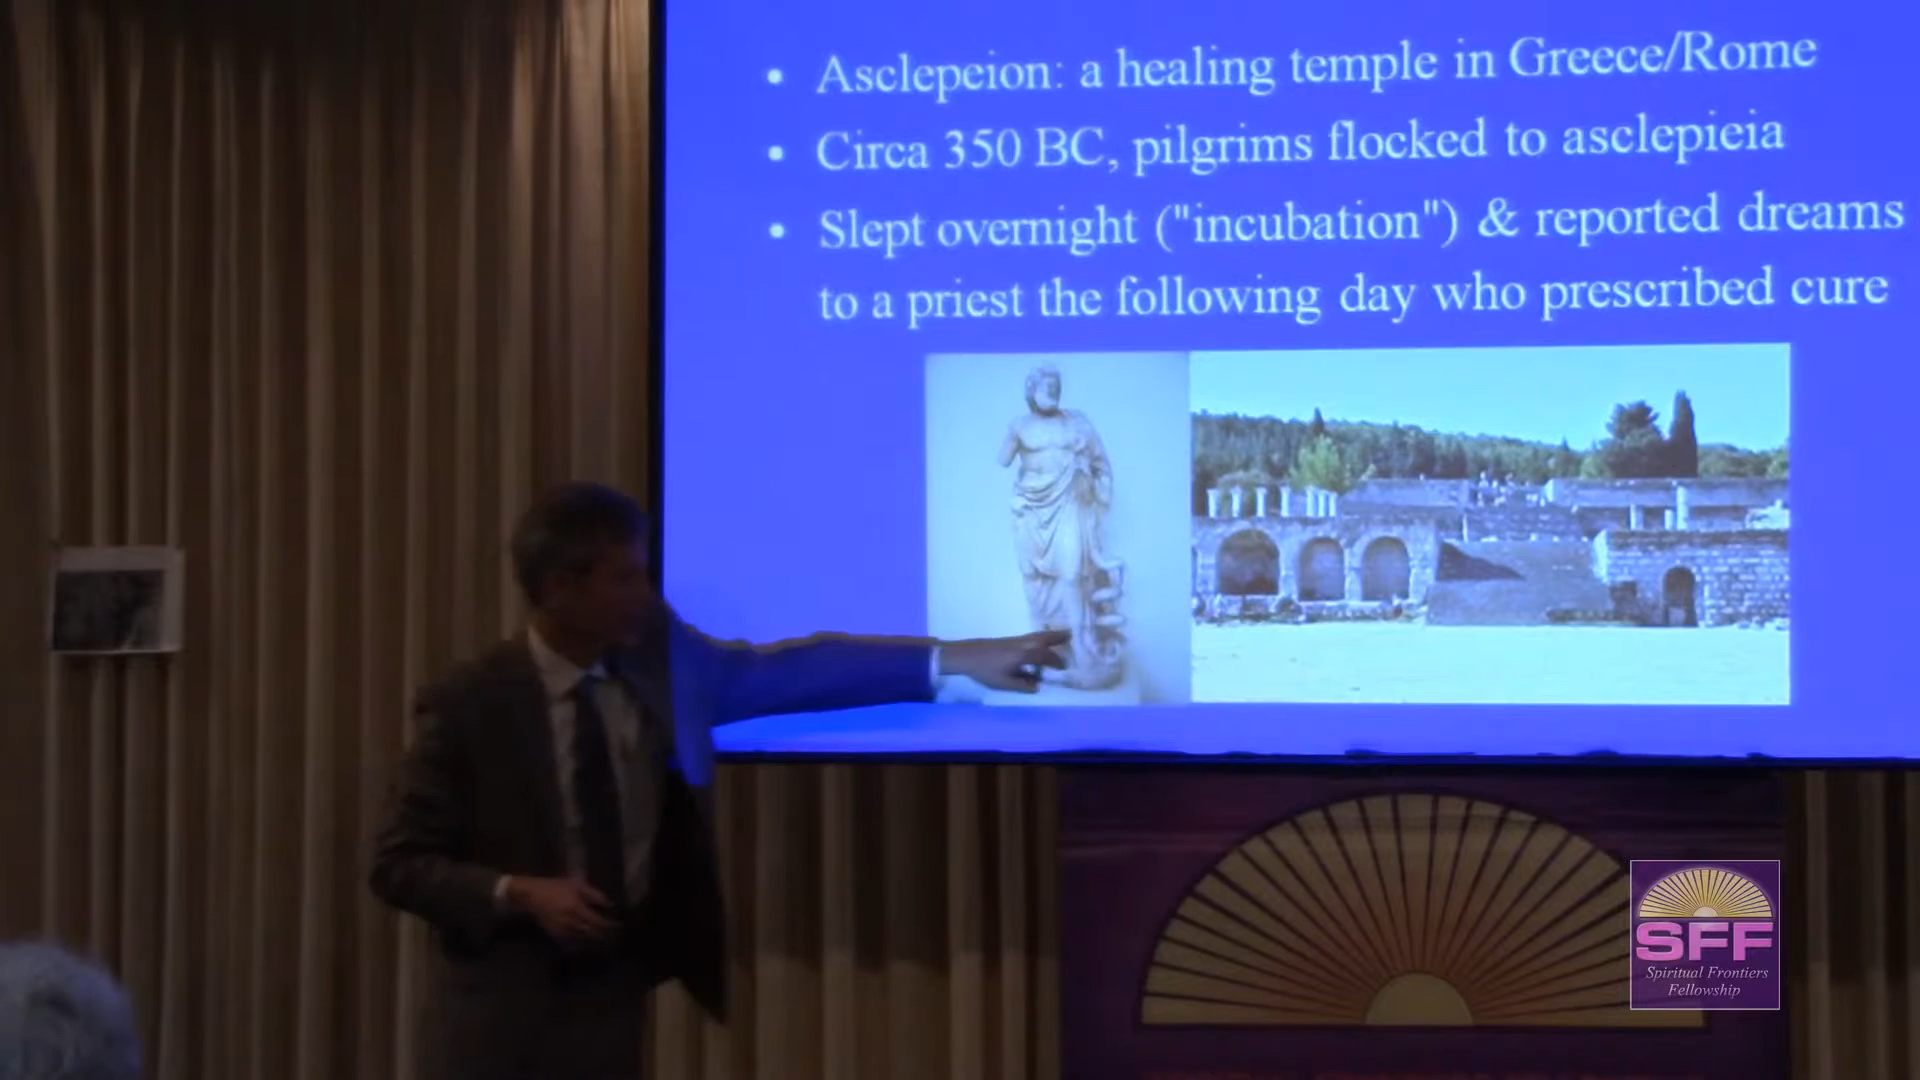 • Asclepeion: a healing temple in Greece/Rome
• Circa 350 BC, pilgrims flocked to asclepieia
• Slept overnight ("incubation") & reported dreams
to a priest the following day who prescribed cure
SFF
Spiritual Frontiers
Fellowship